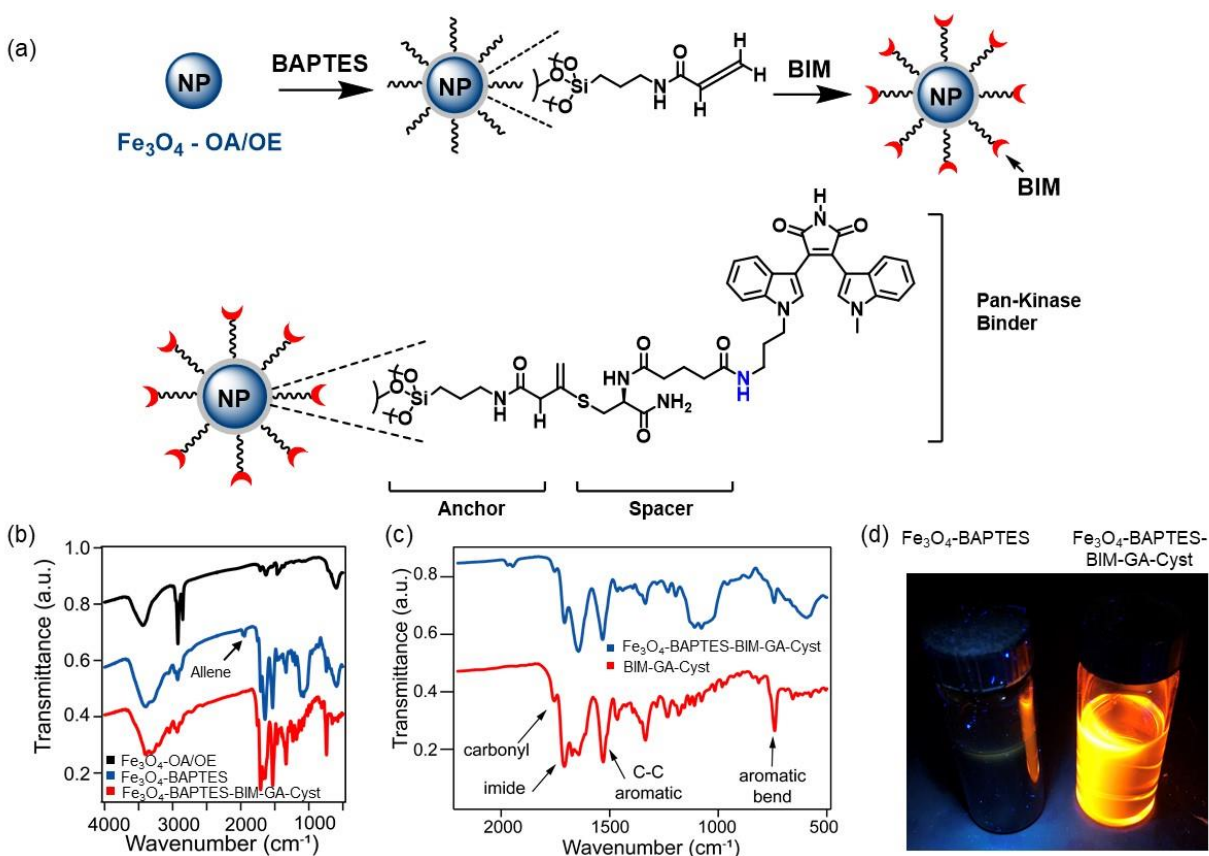 (a)
NP
BAPTES
NP
O
O
O
Si
N
H
O
H
H
H
BIM
NP
BIM
Fe₃O₄ - OA/OE
H
N
O
O
N
N
Pan-Kinase
Binder
NP
O
O
O
Si
N
H
O
H
S
O
HN
NH₂
O
O
N
H
Anchor
Spacer
(b)
Transmittance (a.u.)
1.0
0.8
0.6
0.4
0.2
Allene
Fe₃O₄-OA/OE
Fe₃O₄-BAPTES
Fe₃O₄-BAPTES-BIM-GA-Cyst
4000
3000
2000
1000
Wavenumber (cm⁻¹)
(c)
Transmittance (a.u.)
0.8
0.6
0.4
0.2
Fe₃O₄-BAPTES-BIM-GA-Cyst
BIM-GA-Cyst
carbonyl
imide
C-C
aromatic
aromatic
bend
2000
1500
1000
500
Wavenumber (cm⁻¹)
(d)
Fe₃O₄-BAPTES
Fe₃O₄-BAPTES-
BIM-GA-Cyst